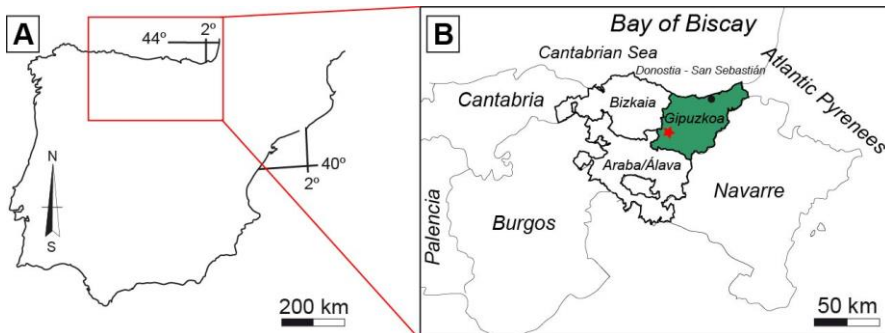 A
44º
2º
40º
2º
N
S
200 km
B
Bay of Biscay
Cantabrian Sea
Donostia - San Sebastián
Atlantic Pyrenees
Cantabria
Bizkaia
Gipuzkoa
Araba/Álava
Navarre
Palencia
Burgos
50 km